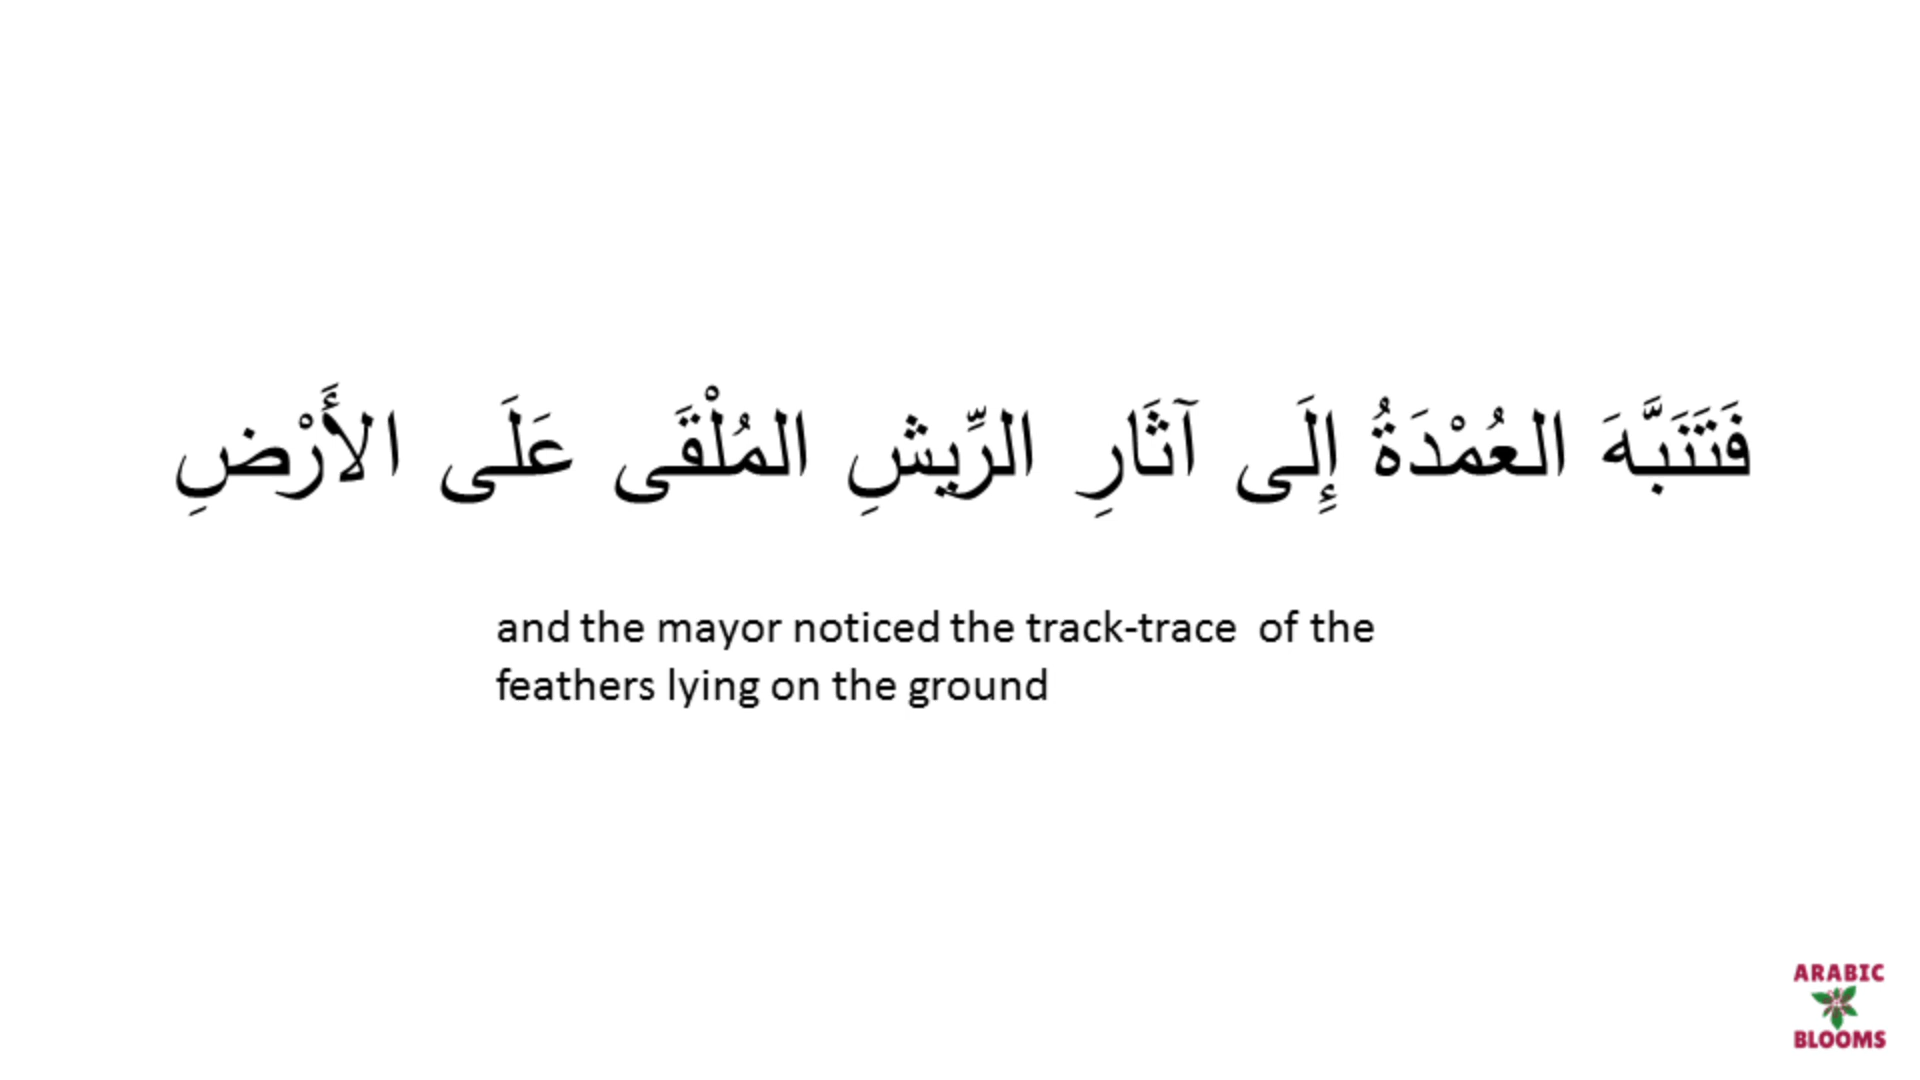 فَتَتَنَبَّهَ العُمْدَةُ إِلَى آثَارِ الرِّيشِ المُلْقَى عَلَى الأَرْضِ
and the mayor noticed the track-trace of the
feathers lying on the ground
ARABIC
BLOOMS